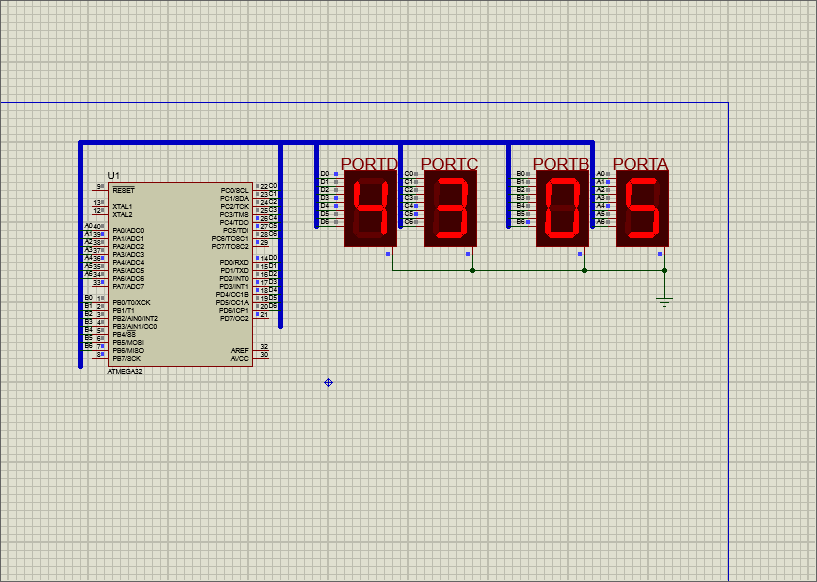 PORTD PORTC PORTB PORTA
4 3 0 5
D0 C0 B0 A0
D1 C1 B1 A1
D2 C2 B2 A2
D3 C3 B3 A3
D4 C4 B4 A4
D5 C5 B5 A5
D6 C6 B6 A6
U1
9 RESET
13 XTAL1
12 XTAL2
A0 40 PA0/ADC0
A1 39 PA1/ADC1
A2 38 PA2/ADC2
A3 37 PA3/ADC3
A4 36 PA4/ADC4
A5 35 PA5/ADC5
A6 34 PA6/ADC6
33 PA7/ADC7
B0 1 PB0/T0/XCK
B1 2 PB1/T1
B2 3 PB2/AIN0/INT2
B3 4 PB3/AIN1/OC0
B4 5 PB4/SS
B5 6 PB5/MOSI
B6 7 PB6/MISO
8 PB7/SCK
PC0/SCL 22 C0
PC1/SDA 23 C1
PC2/TCK 24 C2
PC3/TMS 25 C3
PC4/TDO 26 C4
PC5/TDI 27 C5
PC6/TOSC1 28 C6
PC7/TOSC2 29
PD0/RXD 14 D0
PD1/TXD 15 D1
PD2/INT0 16 D2
PD3/INT1 17 D3
PD4/OC1B 18 D4
PD5/OC1A 19 D5
PD6/ICP1 20 D6
PD7/OC2 21
AREF 32
AVCC 30
ATMEGA32